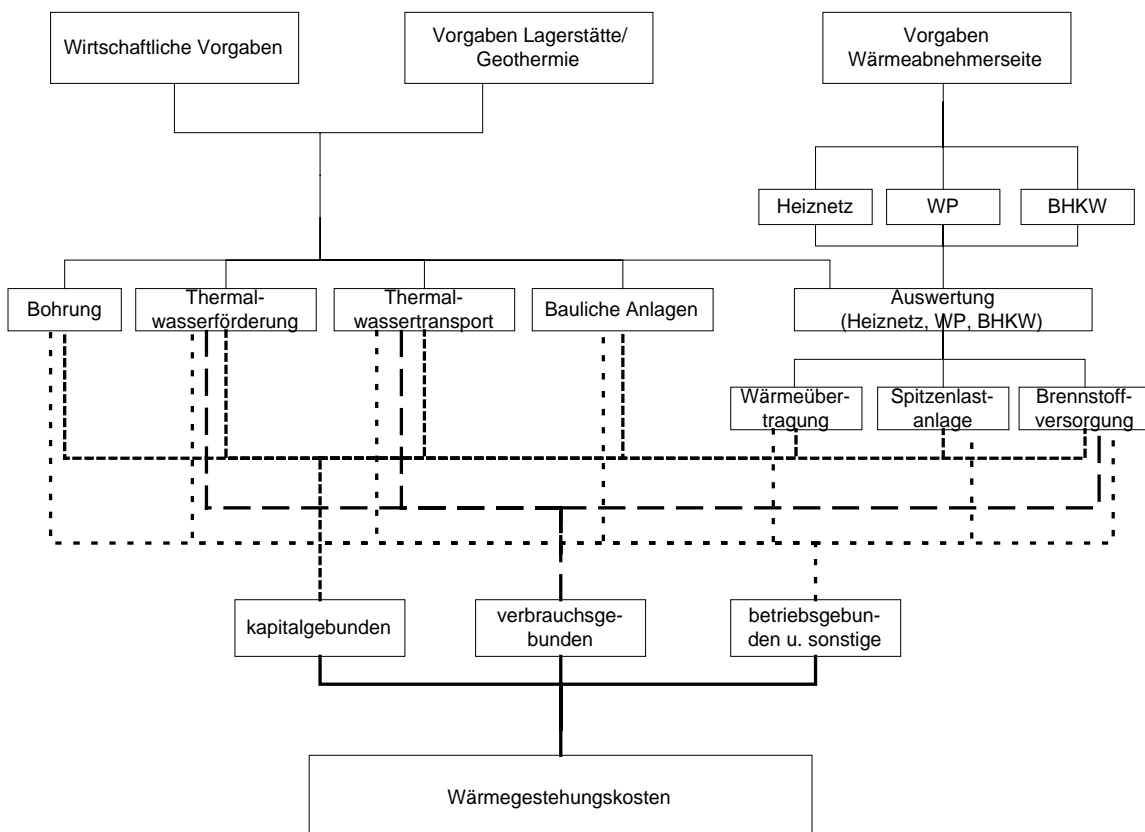 Wirtschaftliche Vorgaben
Vorgaben Lagerstätte/
Geothermie
Vorgaben
Wärmeabnehmerseite
Heiznetz
WP
BHKW
Bohrung
Thermal-
wasserförderung
Thermal-
wassertransport
Bauliche Anlagen
Auswertung
(Heiznetz, WP, BHKW)
Wärmeüber-
tragung
Spitzenlast-
anlage
Brennstoff-
versorgung
kapitalgebunden
verbrauchsge-
bunden
betriebsgebun-
den u. sonstige
Wärmegestehungskosten